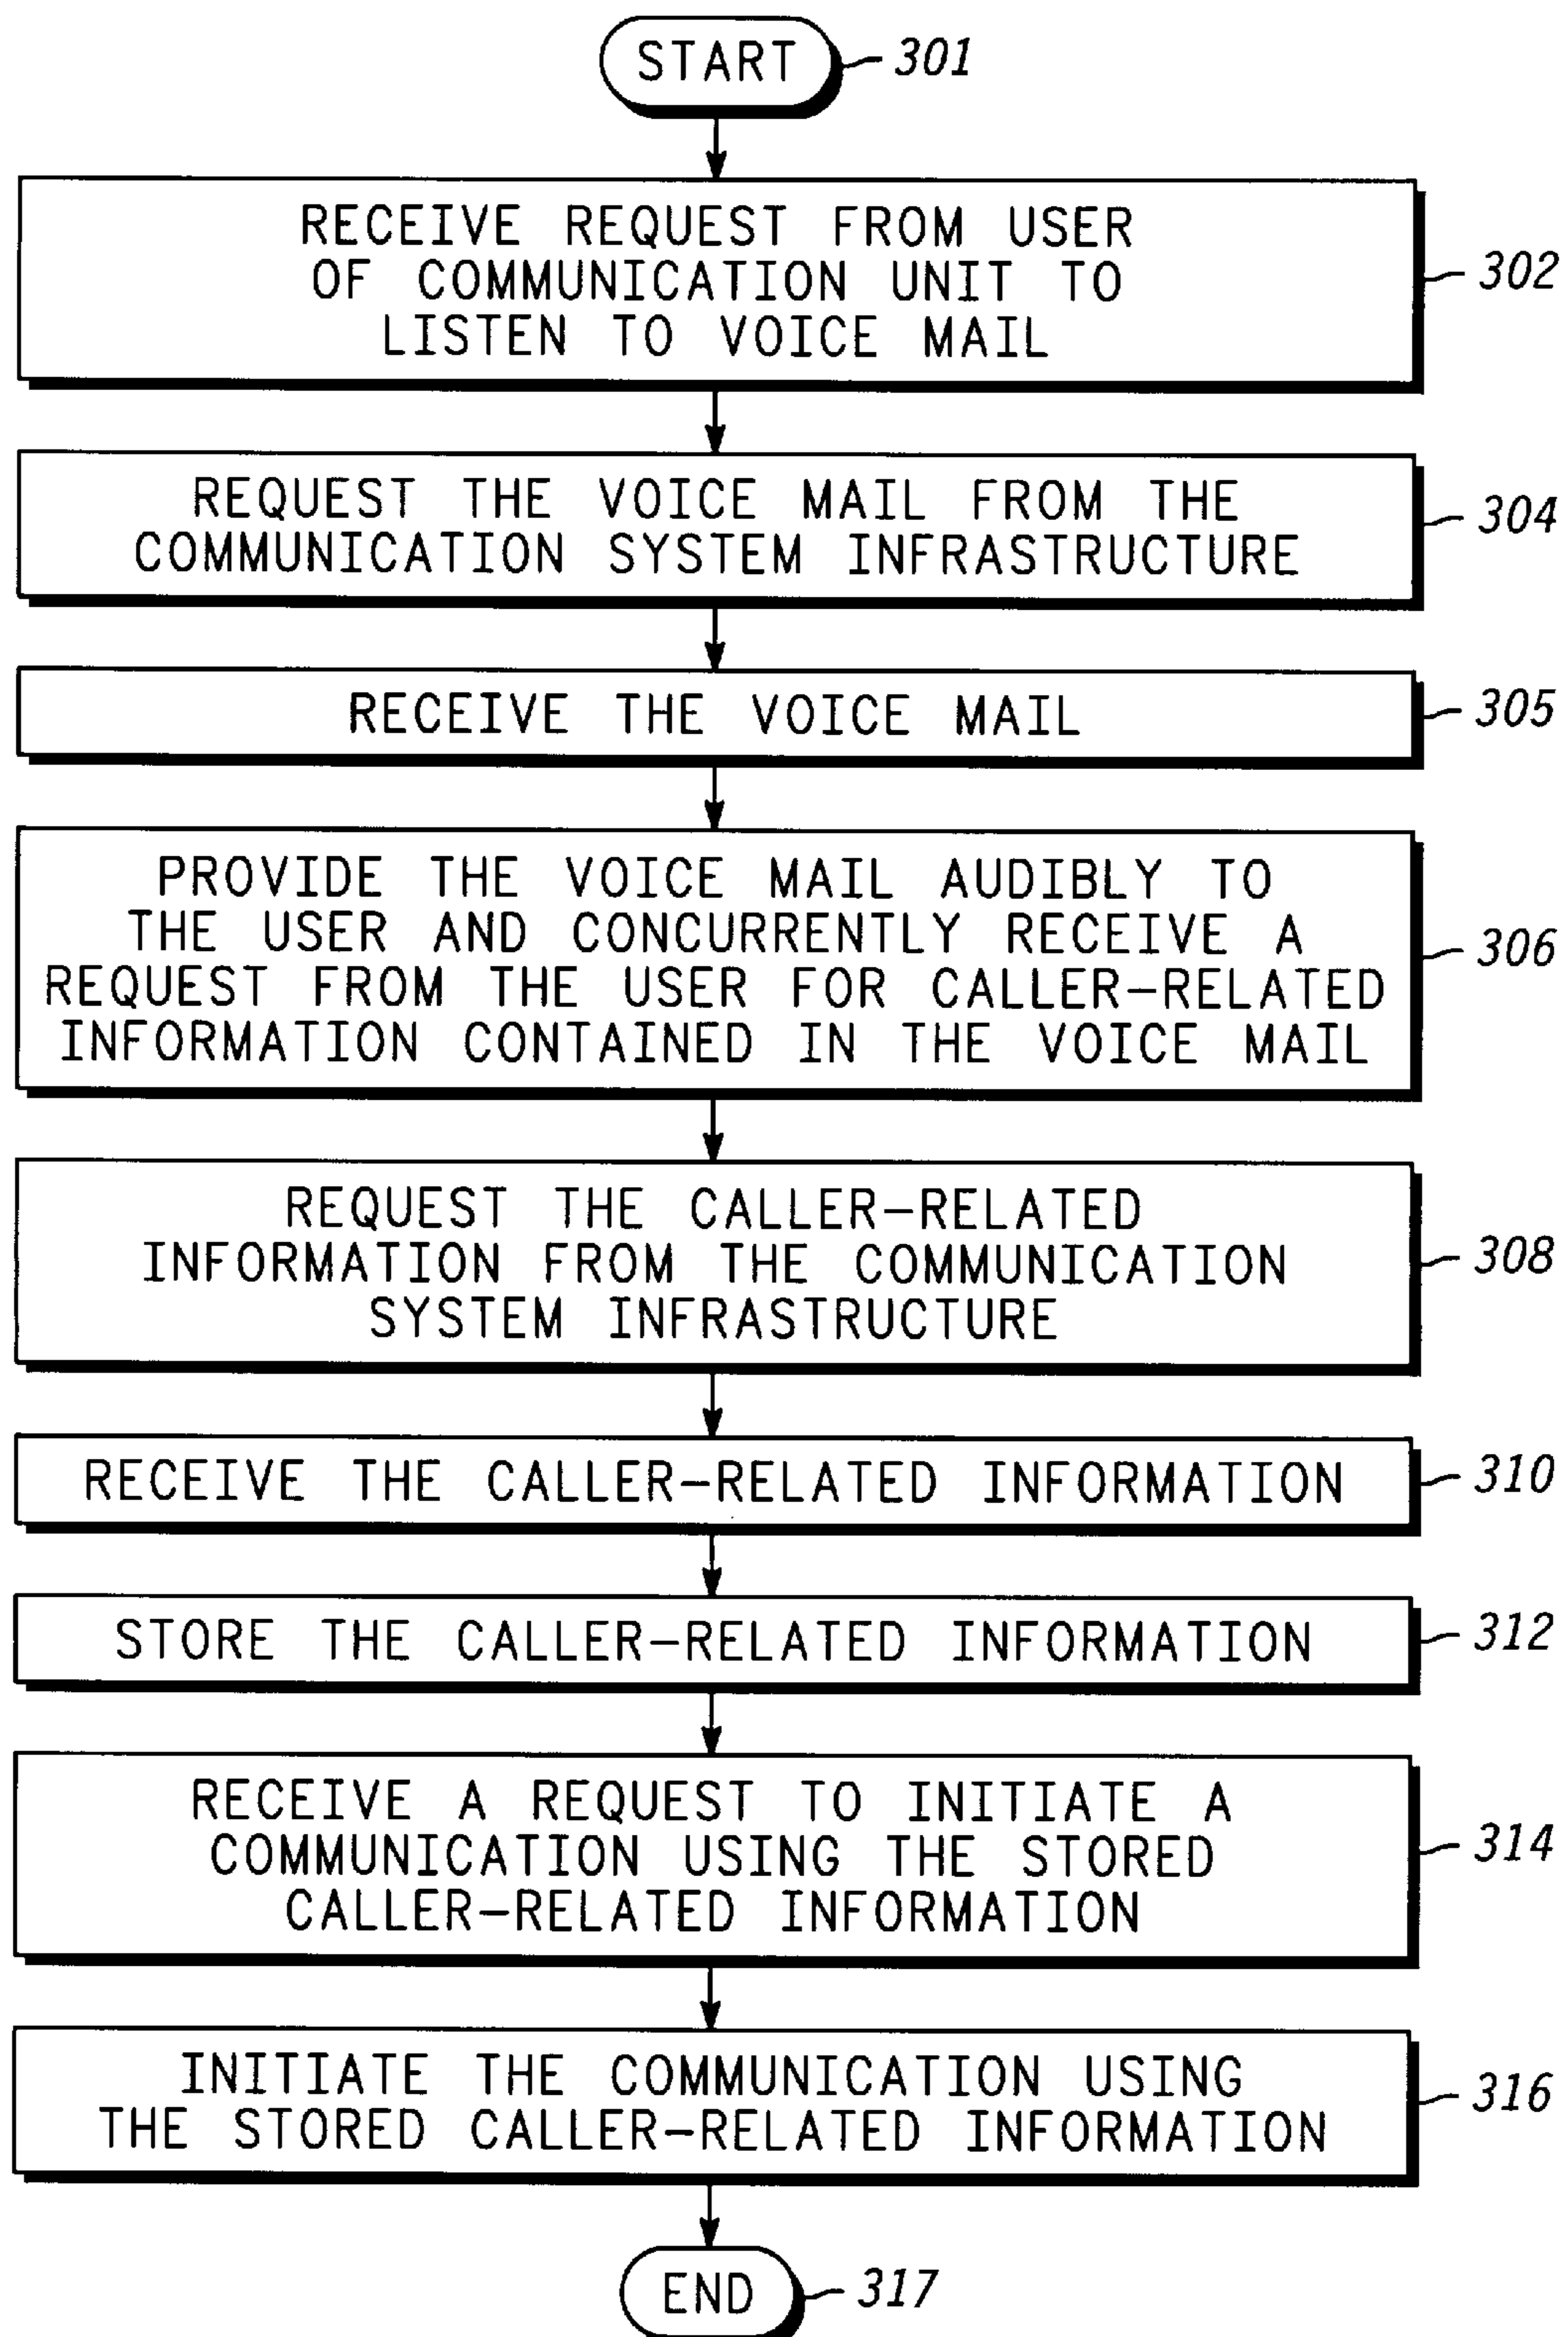 START 301
RECEIVE REQUEST FROM USER
OF COMMUNICATION UNIT TO
LISTEN TO VOICE MAIL
302
REQUEST THE VOICE MAIL FROM THE
COMMUNICATION SYSTEM INFRASTRUCTURE
304
RECEIVE THE VOICE MAIL 305
PROVIDE THE VOICE MAIL AUDIBLY TO
THE USER AND CONCURRENTLY RECEIVE A
REQUEST FROM THE USER FOR CALLER-RELATED
INFORMATION CONTAINED IN THE VOICE MAIL
306
REQUEST THE CALLER-RELATED
INFORMATION FROM THE COMMUNICATION
SYSTEM INFRASTRUCTURE
308
RECEIVE THE CALLER-RELATED INFORMATION 310
STORE THE CALLER-RELATED INFORMATION 312
RECEIVE A REQUEST TO INITIATE A
COMMUNICATION USING THE STORED
CALLER-RELATED INFORMATION
314
INITIATE THE COMMUNICATION USING
THE STORED CALLER-RELATED INFORMATION
316
END 317